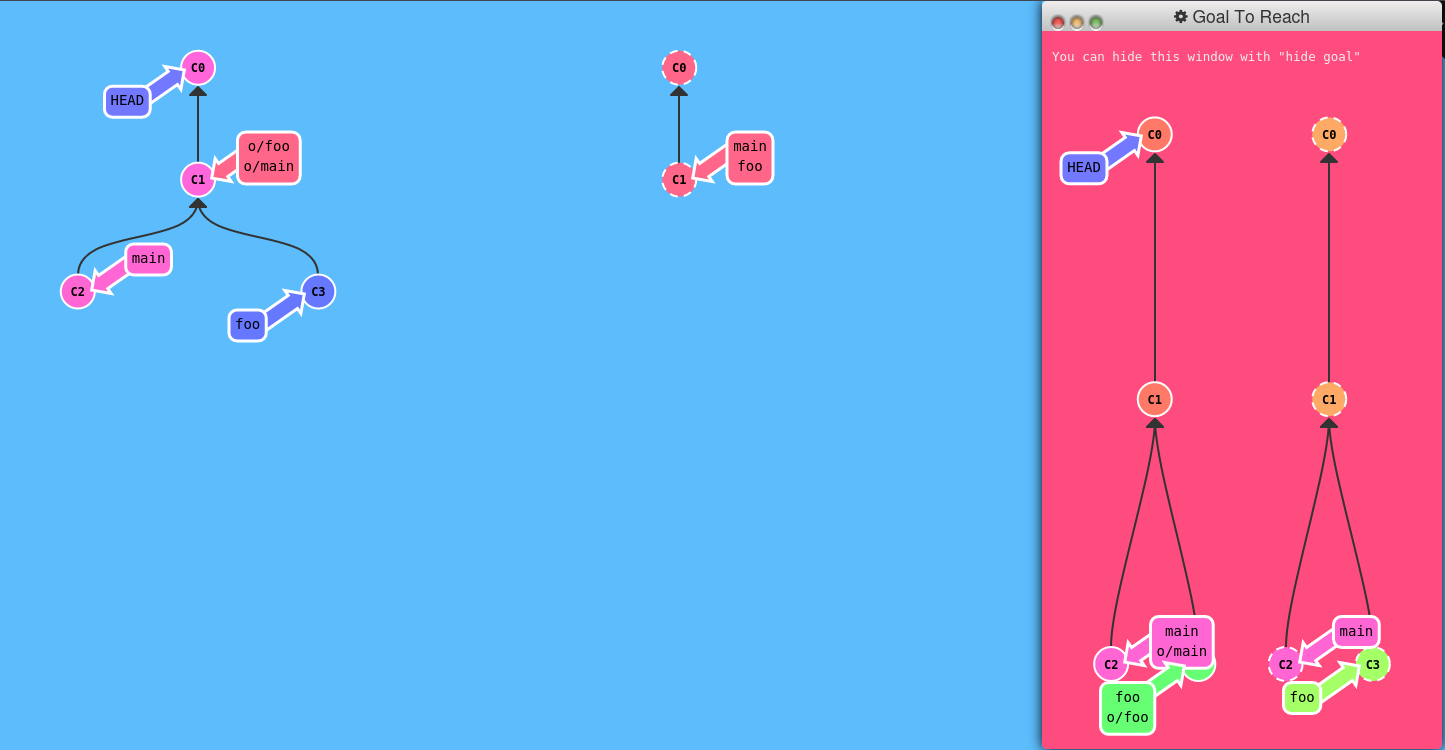 C0
HEAD
o/foo
o/main
C1
main
C2
C3
foo
C0
main
foo
C1
Goal To Reach
You can hide this window with "hide goal"
C0
HEAD
C1
main
o/main
C2
foo
o/foo
C0
C1
main
C2
C3
foo